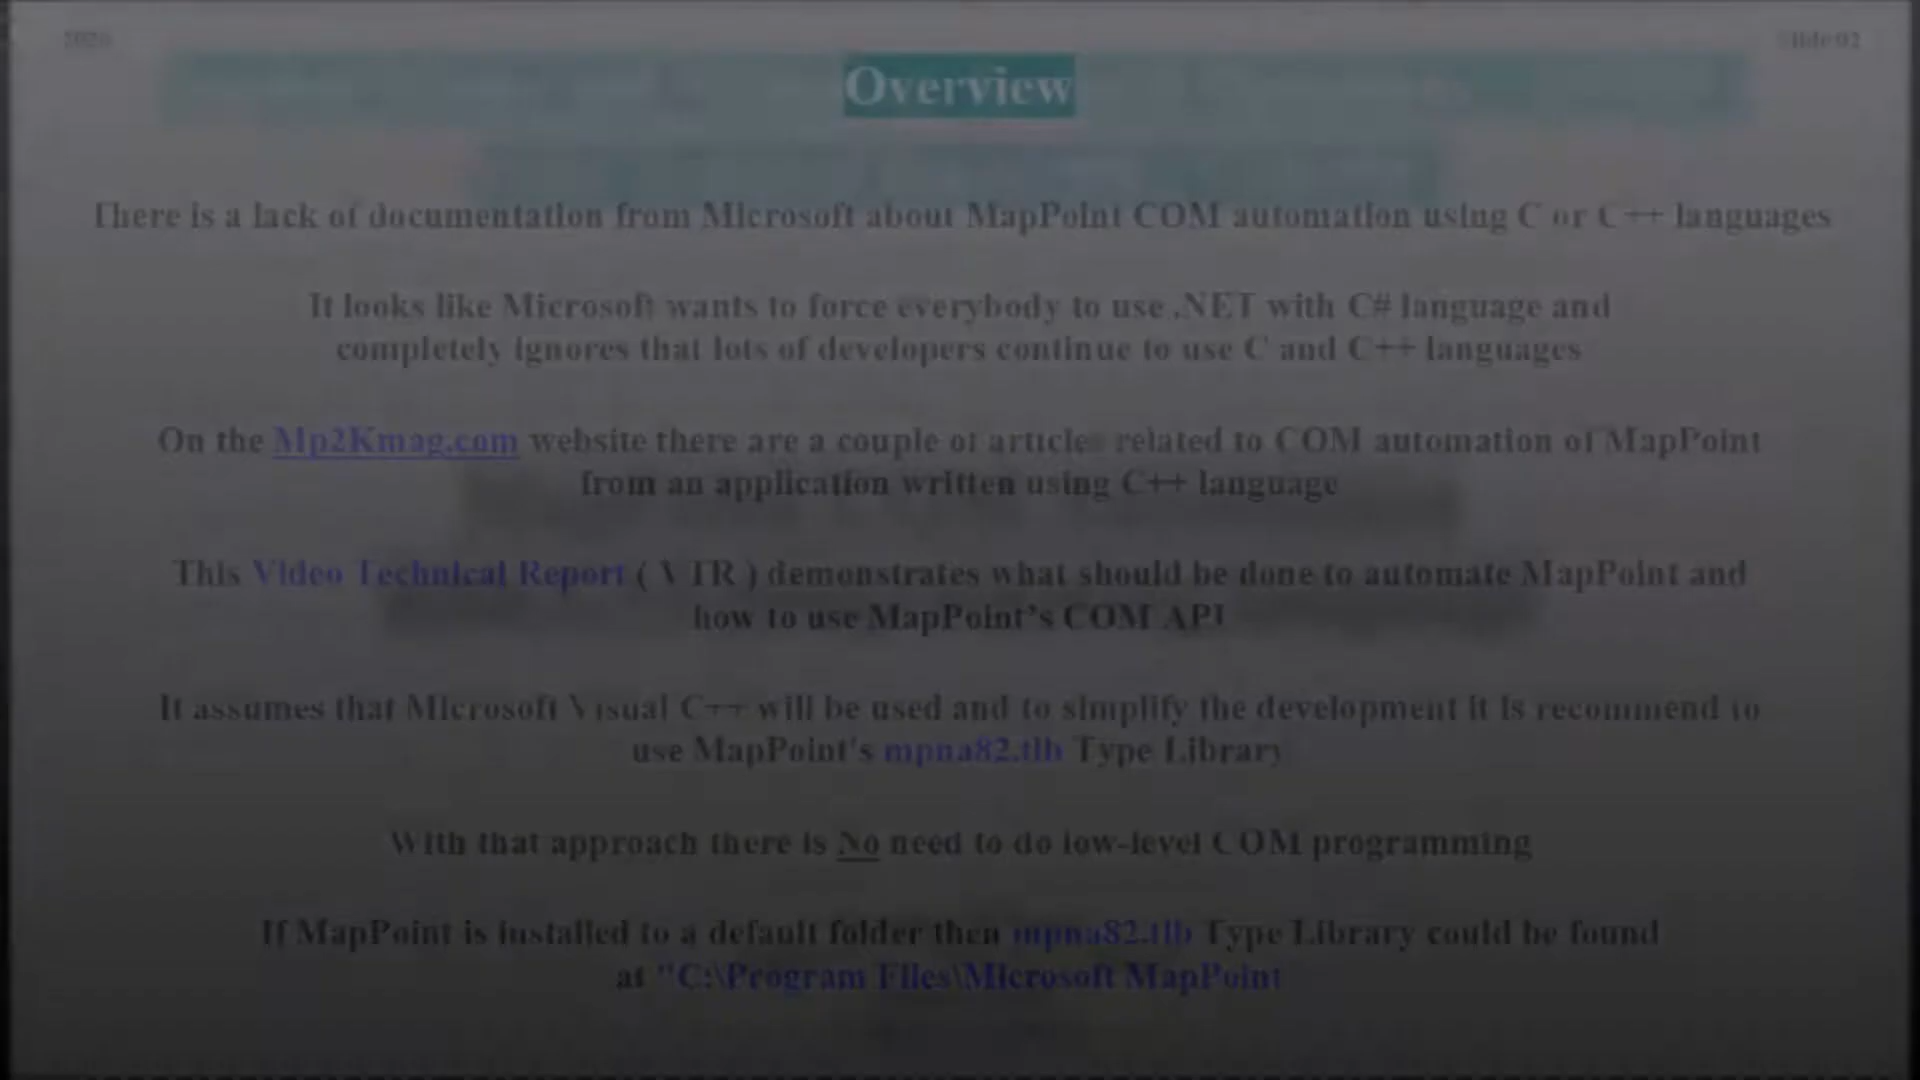 Slide 02
Overview
There is a lack of documentation from Microsoft about MapPoint COM automation using C or C++ languages
It looks like Microsoft wants to force everybody to use .NET with C# language and
completely ignores that lots of developers continue to use C and C++ languages
On the Mp2Kmag.com website there are a couple of articles related to COM automation of MapPoint
from an application written using C++ language
This Video Technical Report ( VTR ) demonstrates what should be done to automate MapPoint and
how to use MapPoint's COM API
It assumes that Microsoft Visual C++ will be used and to simplify the development it is recommend to
use MapPoint's mpna82.tlb Type Library
With that approach there is No need to do low-level COM programming
If MapPoint is installed to a default folder then mpna82.tlb Type Library could be found
at "C:\Program Files\Microsoft MapPoint